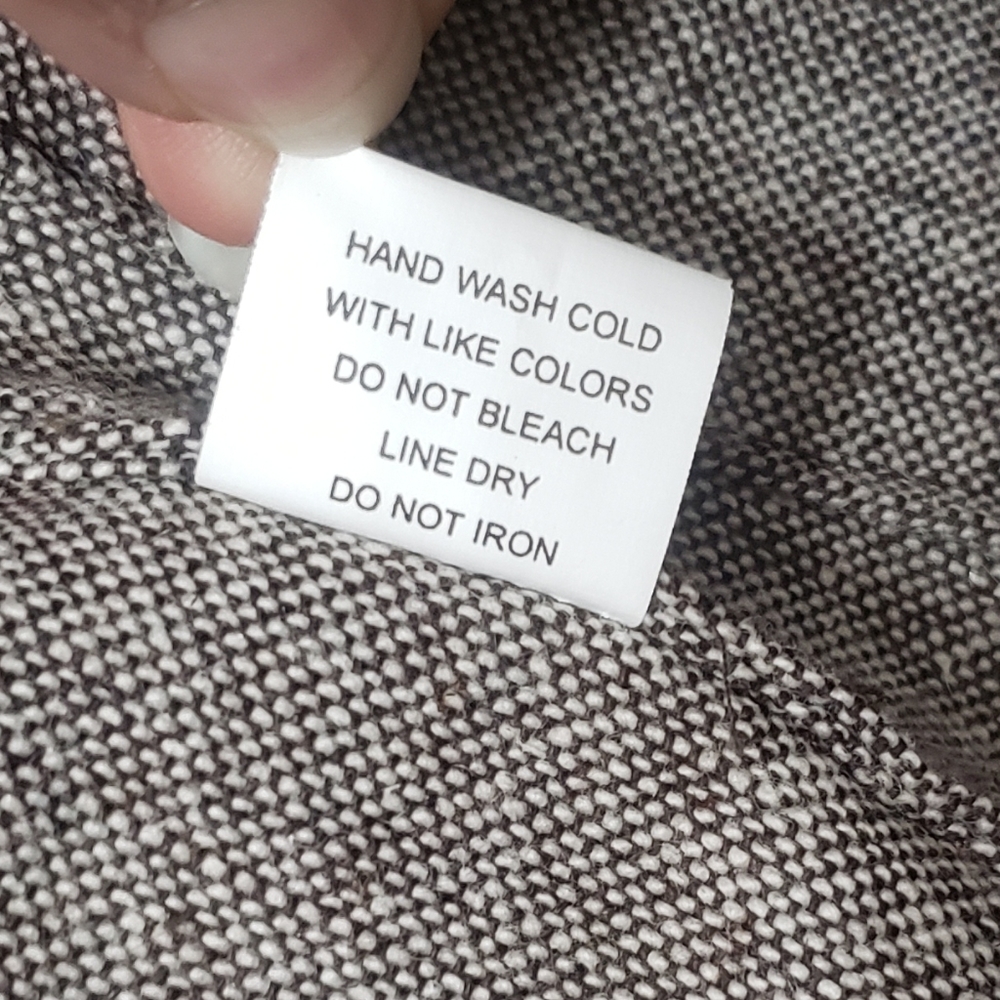 HAND WASH COLD
WITH LIKE COLORS
DO NOT BLEACH
LINE DRY
DO NOT IRON